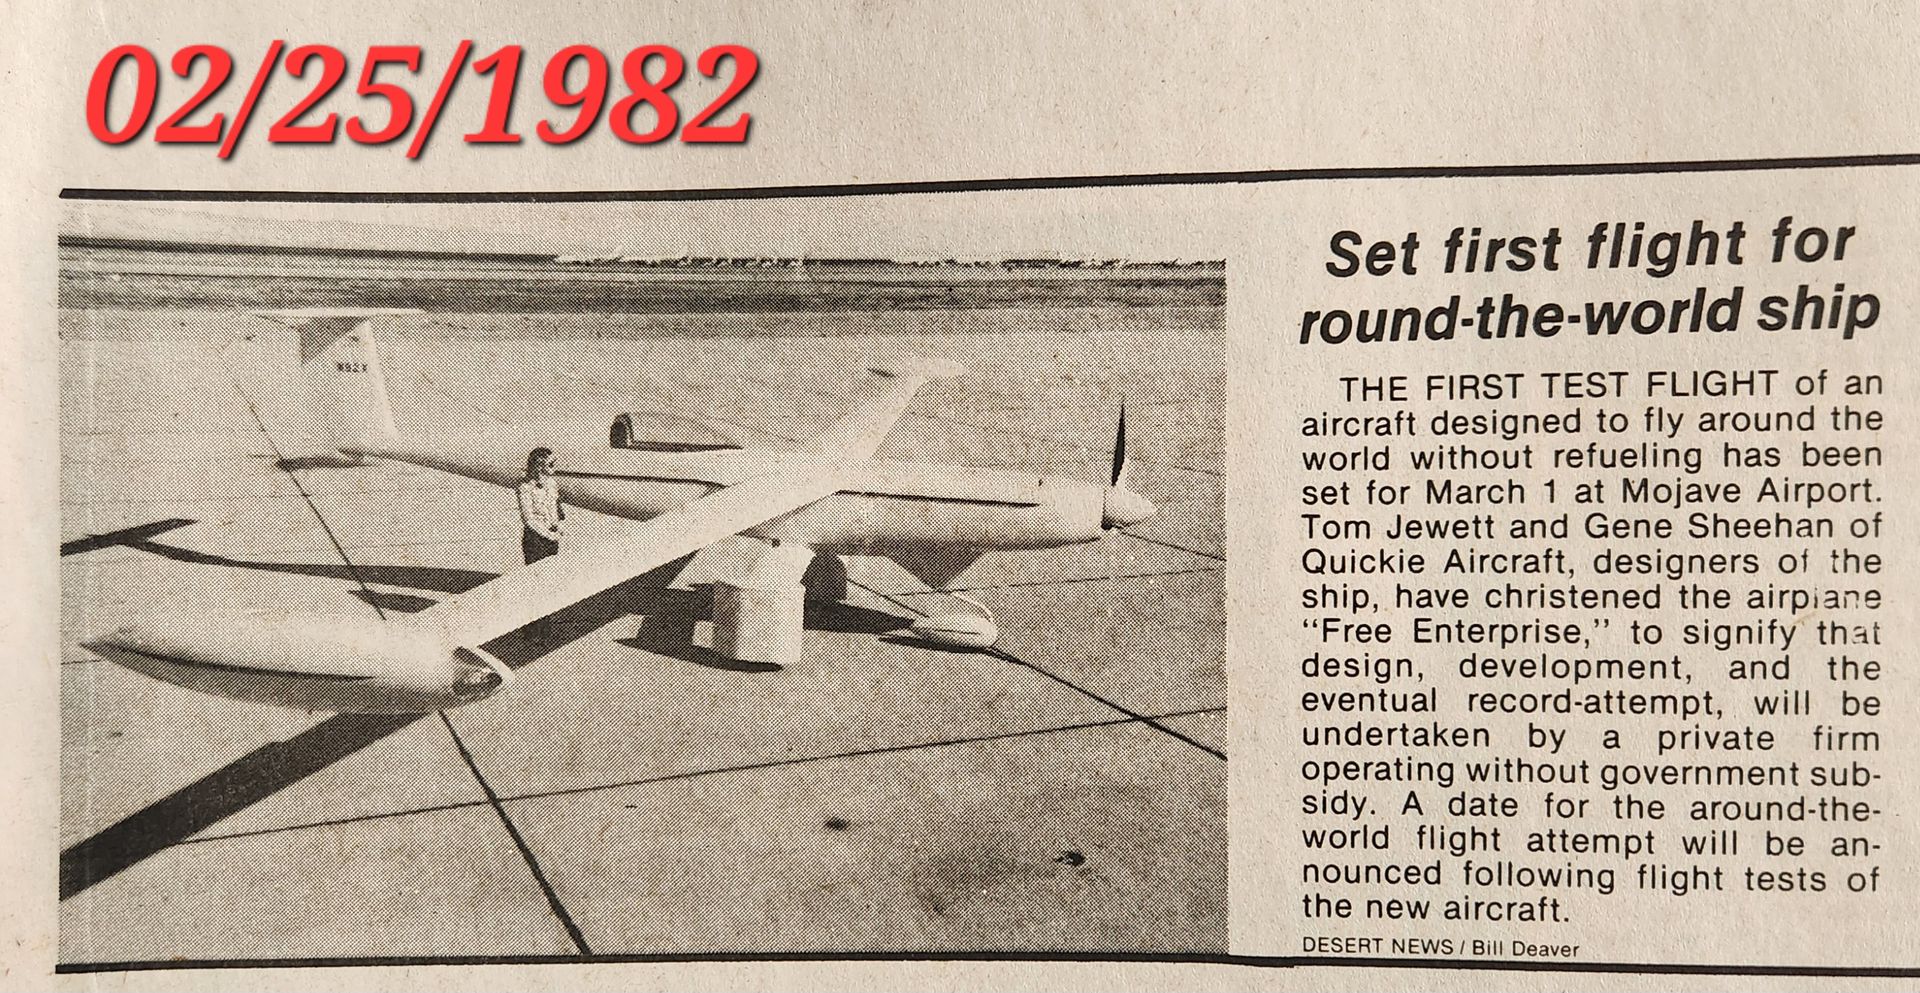 02/25/1982
Set first flight for
round-the-world ship
THE FIRST TEST FLIGHT of an
aircraft designed to fly around the
world without refueling has been
set for March 1 at Mojave Airport.
Tom Jewett and Gene Sheehan of
Quickie Aircraft, designers of the
ship, have christened the airplane
“Free Enterprise,” to signify that
design, development, and the
eventual record-attempt, will be
undertaken by a private firm
operating without government sub-
sidy. A date for the around-the-
world flight attempt will be an-
nounced following flight tests of
the new aircraft.
DESERT NEWS / Bill Deaver